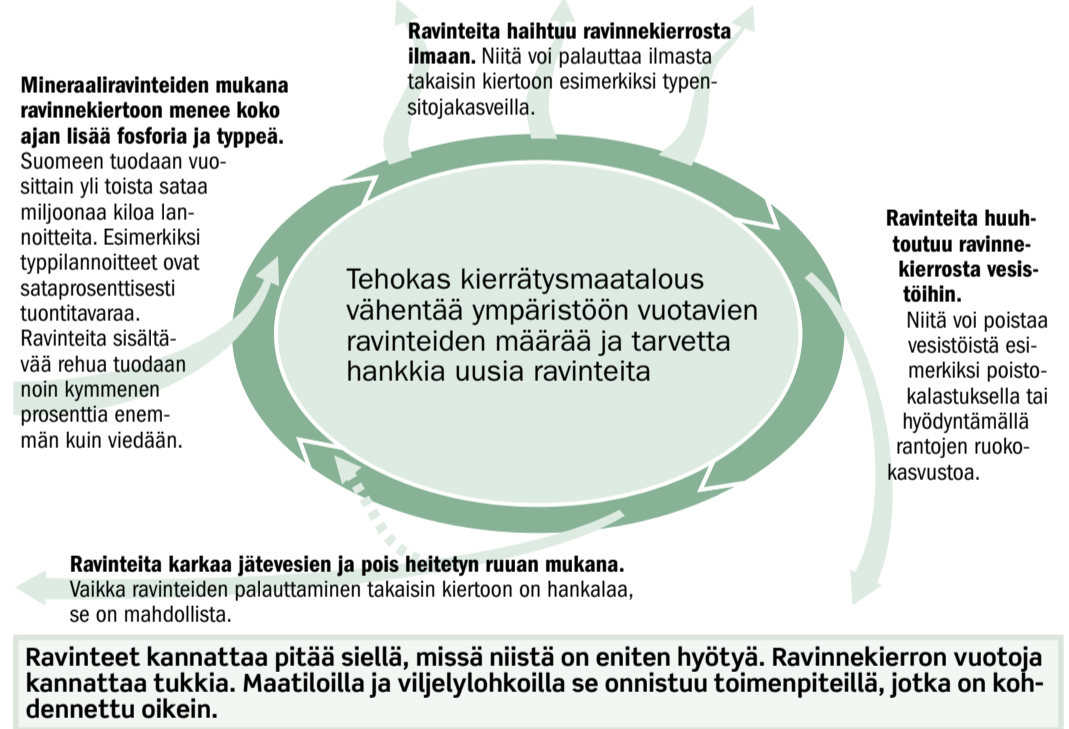 Ravinteita haihtuu ravinnekierrosta
ilmaan. Niitä voi palauttaa ilmasta
takaisin kiertoon esimerkiksi typen-
sitojakasveilla.
Mineraaliravinteiden mukana
ravinnekiertoon menee koko
ajan lisää fosforia ja typpeä.
Suomeen tuodaan vuo-
sittain yli toista sataa
miljoonaa kiloa lan-
noitteita. Esimerkiksi
typpilannoitteet ovat
sataprosenttisesti
tuontitavaraa.
Ravinteita sisältä-
vää rehua tuodaan
noin kymmenen
prosenttia enem-
män kuin viedään.
Tehokas kierrätysmaatalous
vähentää ympäristöön vuotavien
ravinteiden määrää ja tarvetta
hankkia uusia ravinteita
Ravinteita huuh-
toutuu ravinne-
kierrosta vesis-
töihin.
Niitä voi poistaa
vesistöistä esi-
merkiksi poisto-
kalastuksella tai
hyödyntämällä
rantojen ruoko-
kasvustoa.
Ravinteita karkaa jätevesien ja pois heitetyn ruuan mukana.
Vaikka ravinteiden palauttaminen takaisin kiertoon on hankalaa,
se on mahdollista.
Ravinteet kannattaa pitää siellä, missä niistä on eniten hyötyä. Ravinnekierron vuotoja
kannattaa tukkia. Maatiloilla ja viljelylohkoilla se onnistuu toimenpiteillä, jotka on koh-
dennettu oikein.